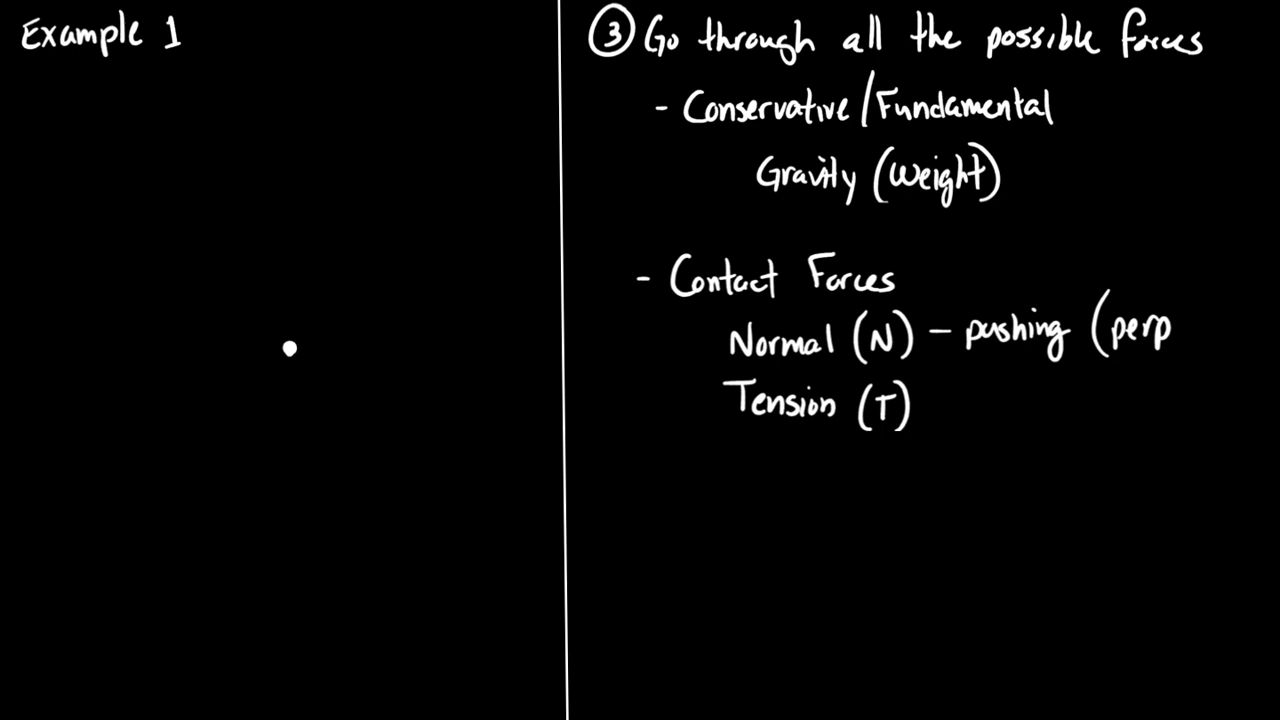 Example 1
③ Go through all the possible forces
- Conservative/Fundamental
Gravity (Weight)
- Contact Forces
Normal (N) - pushing (perp
Tension (T)